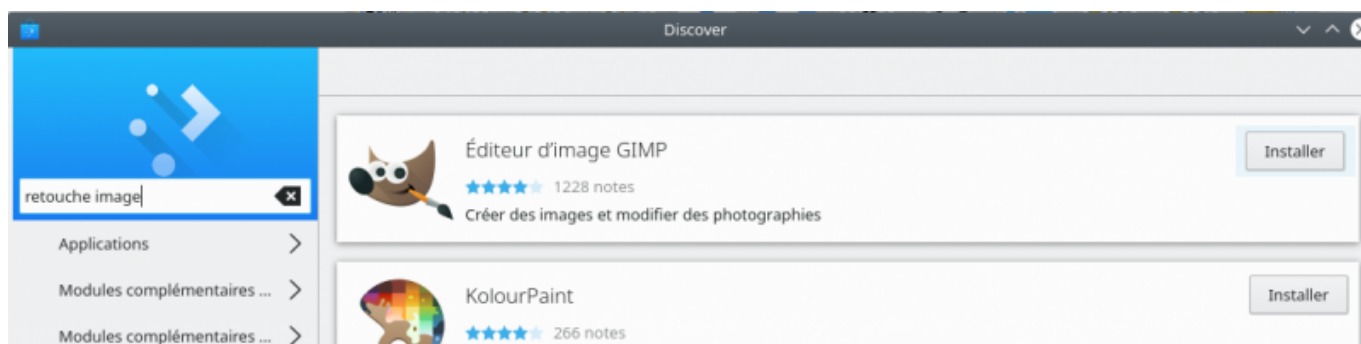 Discover
retouche image
Applications
Modules complémentaires ...
Modules complémentaires ...
Éditeur d'image GIMP
1228 notes
Créer des images et modifier des photographies
Installer
KolourPaint
266 notes
Installer